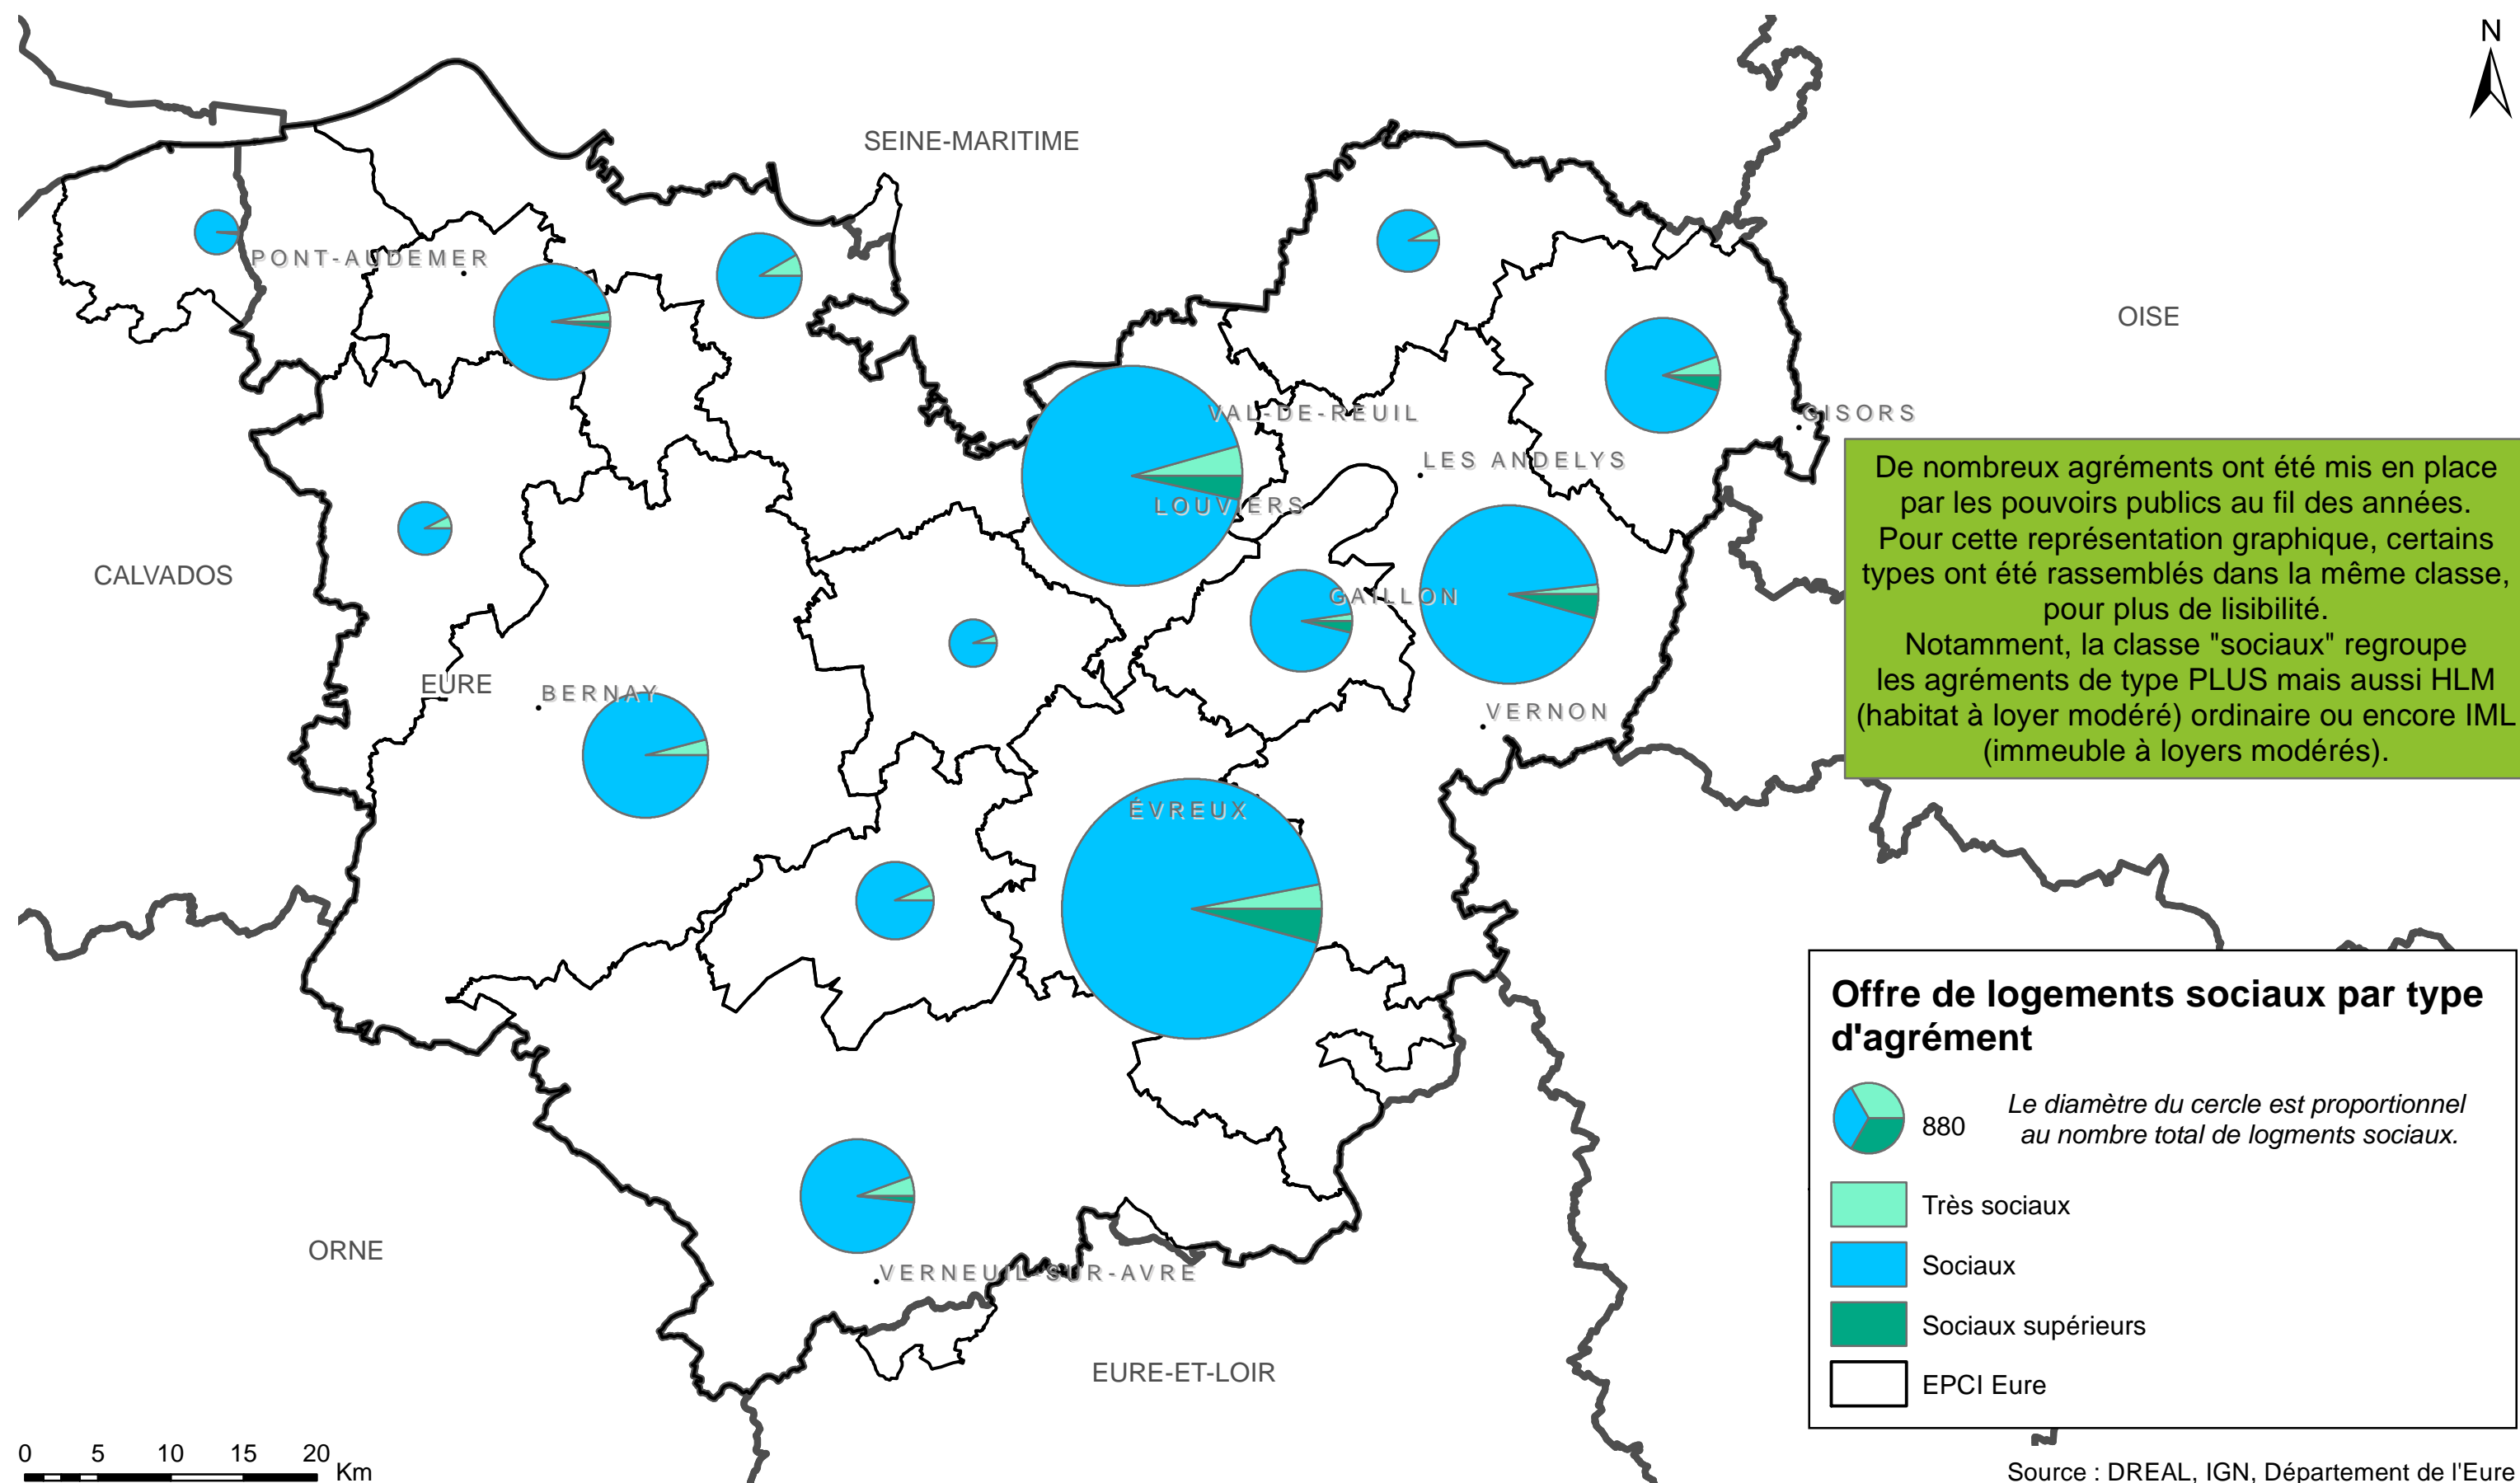 N
SEINE-MARITIME
PONT-AUDEMER
OISE
VAL-DE-REUIL
GISORS
LES ANDELYS
LOUVIERS
De nombreux agréments ont été mis en place
par les pouvoirs publics au fil des années.
Pour cette représentation graphique, certains
types ont été rassemblés dans la même classe,
pour plus de lisibilité.
Notamment, la classe "sociaux" regroupe
les agréments de type PLUS mais aussi HLM
(habitat à loyer modéré) ordinaire ou encore IML
(immeuble à loyers modérés).
CALVADOS
GAILLON
EURE
BERNAY
VERNON
ÉVREUX
Offre de logements sociaux par type
d'agrément
880
Le diamètre du cercle est proportionnel
au nombre total de logments sociaux.
Très sociaux
Sociaux
Sociaux supérieurs
EPCI Eure
ORNE
VERNEUIL-SUR-AVRE
EURE-ET-LOIR
0 5 10 15 20
Km
Source : DREAL, IGN, Département de l'Eure